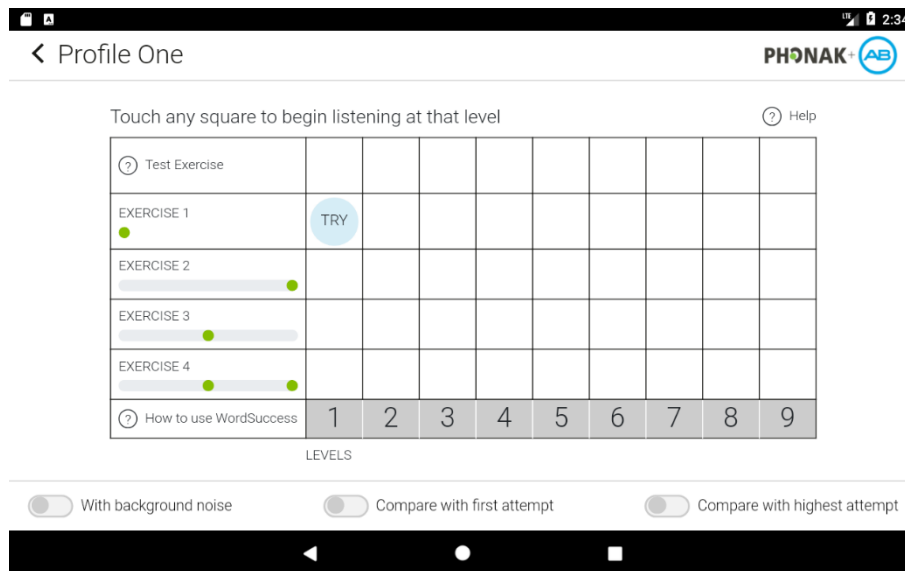 A LTE 2:34
Profile One
PHONAK+ AB
Touch any square to begin listening at that level
? Help
? Test Exercise
EXERCISE 1
TRY
EXERCISE 2
EXERCISE 3
EXERCISE 4
? How to use WordSuccess 1 2 3 4 5 6 7 8 9
LEVELS
With background noise Compare with first attempt Compare with highest attempt